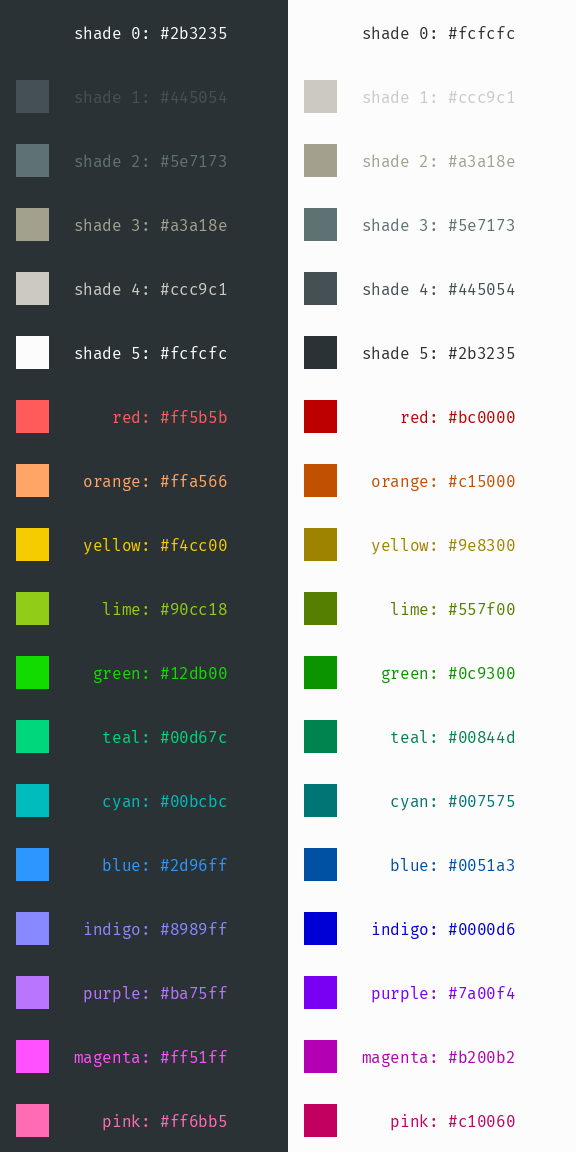 shade 0: #2b3235
shade 1: #445054
shade 2: #5e7173
shade 3: #a3a18e
shade 4: #ccc9c1
shade 5: #fcfcfc
red: #ff5b5b
orange: #ffa566
yellow: #f4cc00
lime: #90cc18
green: #12db00
teal: #00d67c
cyan: #00bcbc
blue: #2d96ff
indigo: #8989ff
purple: #ba75ff
magenta: #ff51ff
pink: #ff6bb5
shade 0: #fcfcfc
shade 1: #ccc9c1
shade 2: #a3a18e
shade 3: #5e7173
shade 4: #445054
shade 5: #2b3235
red: #bc0000
orange: #c15000
yellow: #9e8300
lime: #557f00
green: #0c9300
teal: #00844d
cyan: #007575
blue: #0051a3
indigo: #0000d6
purple: #7a00f4
magenta: #b200b2
pink: #c10060